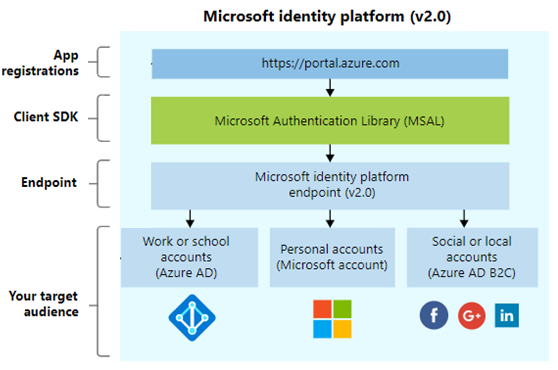 Microsoft identity platform (v2.0)
App
registrations
https://portal.azure.com
Client SDK
Microsoft Authentication Library (MSAL)
Endpoint
Microsoft identity platform
endpoint (v2.0)
Your target
audience
Work or school
accounts
(Azure AD)
Personal accounts
(Microsoft account)
Social or local
accounts
(Azure AD B2C)
f
G+
in